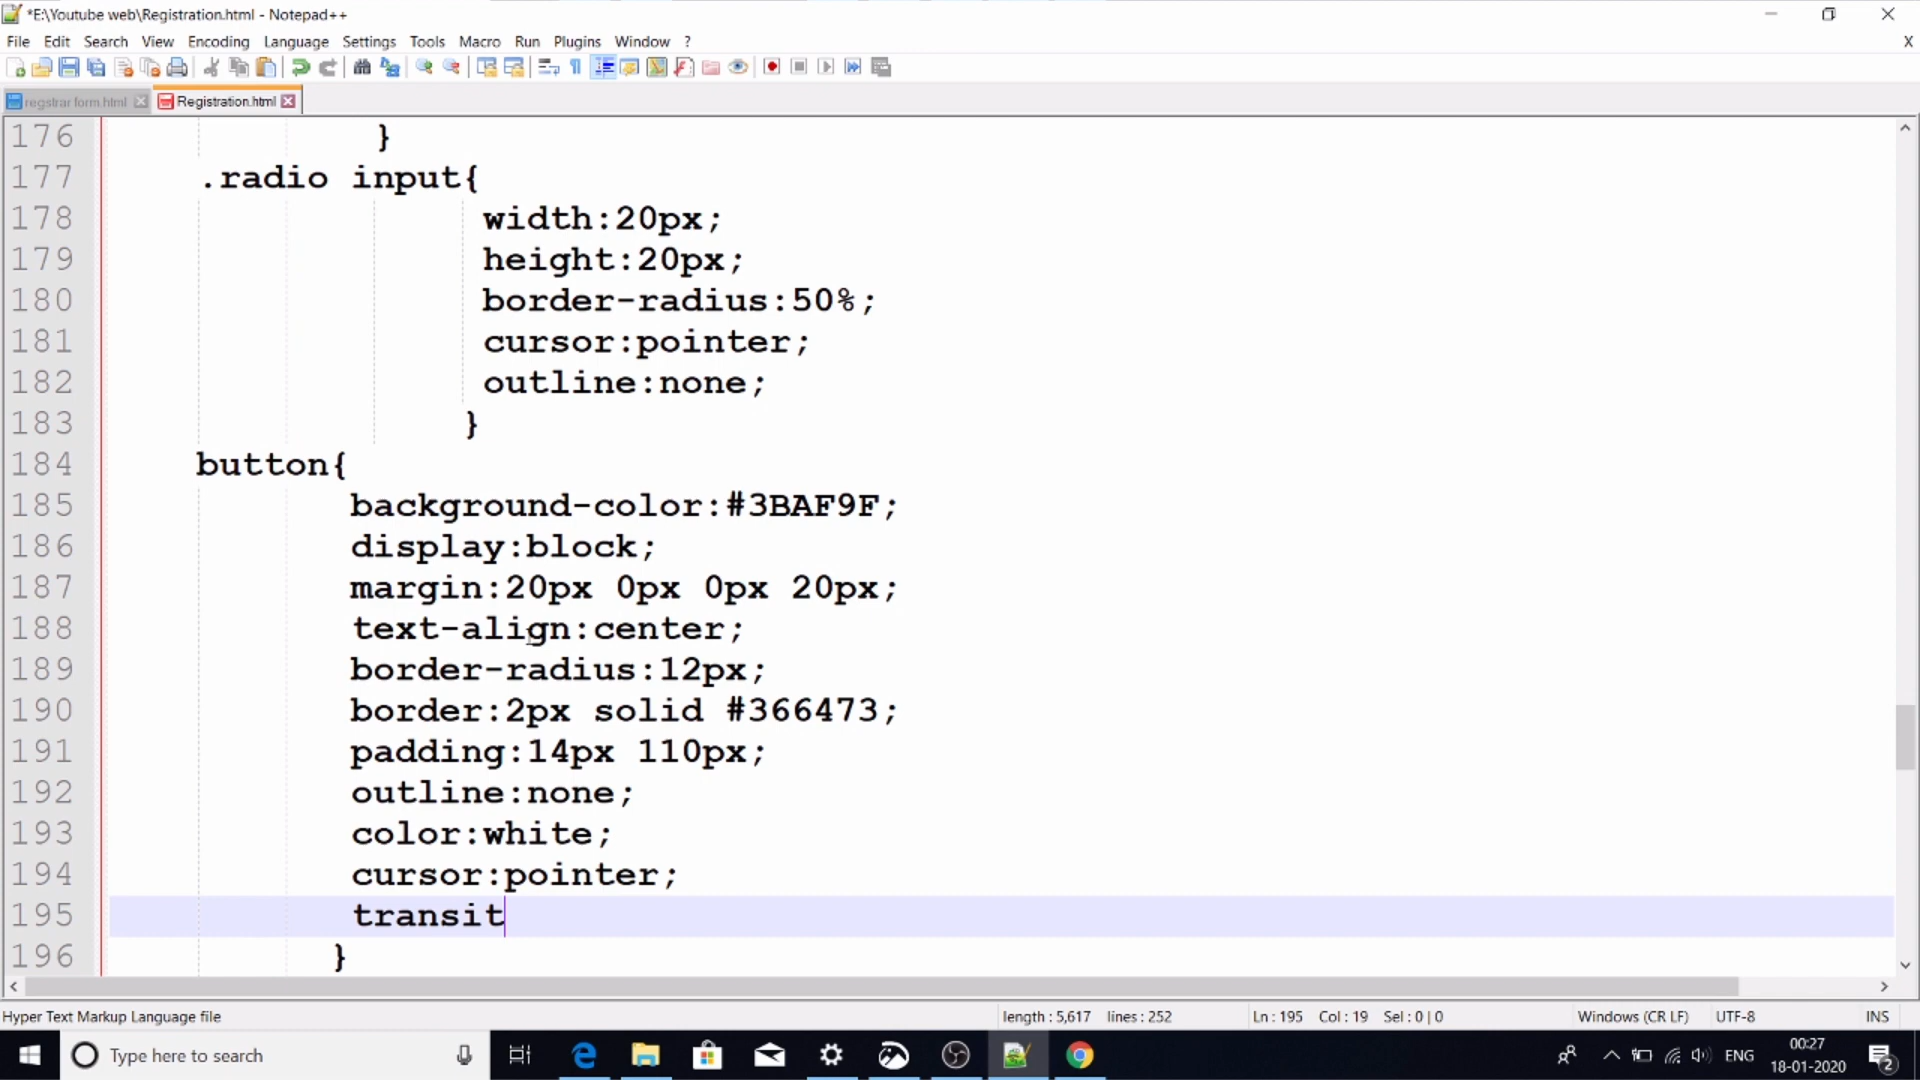 *E:\Youtube web\Registration.html - Notepad++
File Edit Search View Encoding Language Settings Tools Macro Run Plugins Window ? X
registrar form.html Registration.html
176 }
177 .radio input{
178 width:20px;
179 height:20px;
180 border-radius:50%;
181 cursor:pointer;
182 outline:none;
183 }
184 button{
185 background-color:#3BAF9F;
186 display:block;
187 margin:20px 0px 0px 20px;
188 text-align:center;
189 border-radius:12px;
190 border:2px solid #366473;
191 padding:14px 110px;
192 outline:none;
193 color:white;
194 cursor:pointer;
195 transit
196 }
Hyper Text Markup Language file length : 5,617 lines : 252 Ln : 195 Col : 19 Sel : 0 | 0 Windows (CR LF) UTF-8 INS
Type here to search ENG 00:27
18-01-2020 2